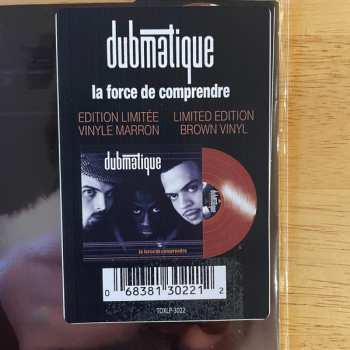 dubmatique
la force de comprendre
EDITION LIMITÉE LIMITED EDITION
VINYLE MARRON BROWN VINYL
dubmatique
la force de comprendre
0 68381 30221 2
TOXLP-3022